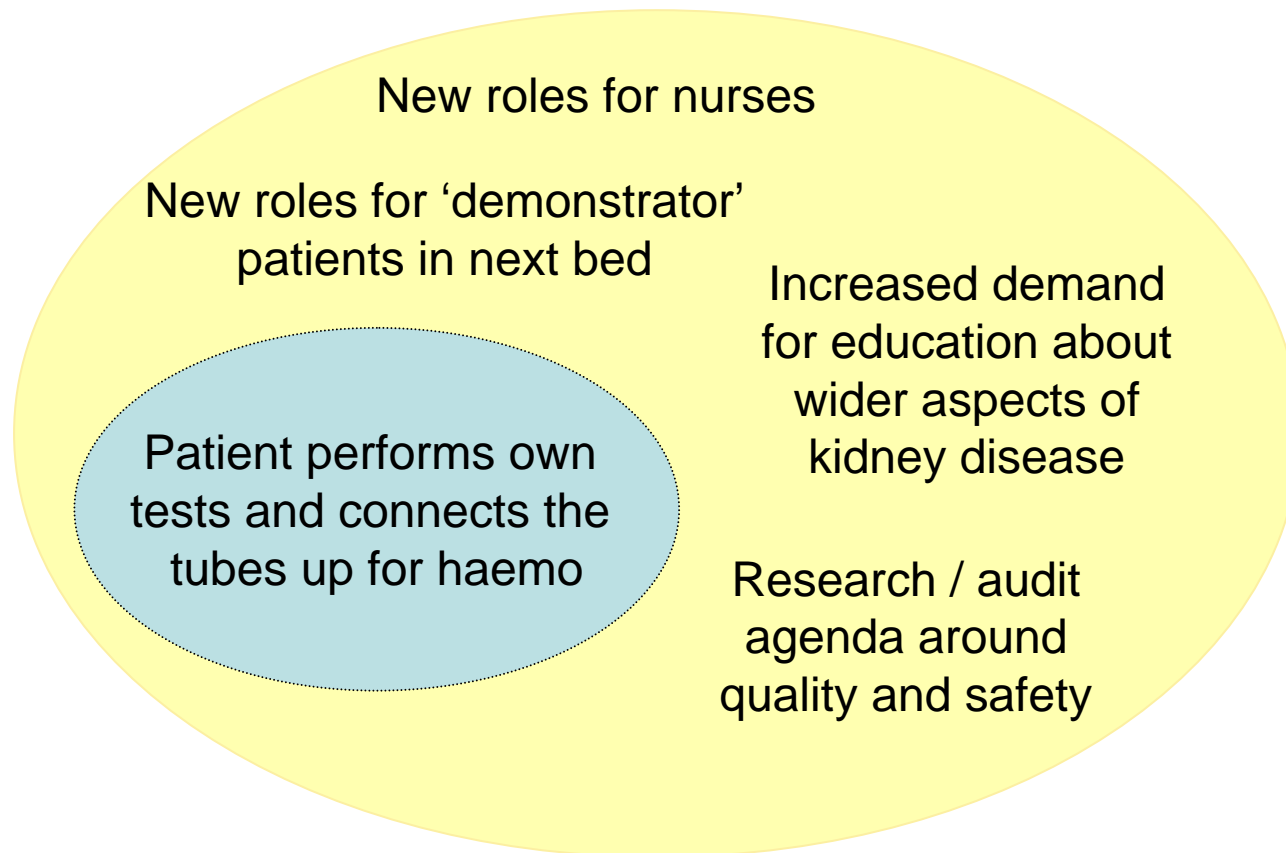 New roles for nurses
New roles for ‘demonstrator’
patients in next bed
Increased demand
for education about
wider aspects of
kidney disease
Patient performs own
tests and connects the
tubes up for haemo
Research / audit
agenda around
quality and safety